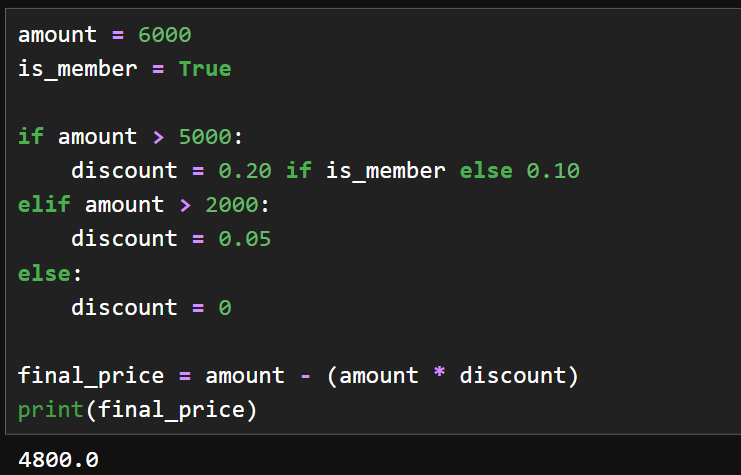 amount = 6000
is_member = True
if amount > 5000:
    discount = 0.20 if is_member else 0.10
elif amount > 2000:
    discount = 0.05
else:
    discount = 0
final_price = amount - (amount * discount)
print(final_price)
4800.0